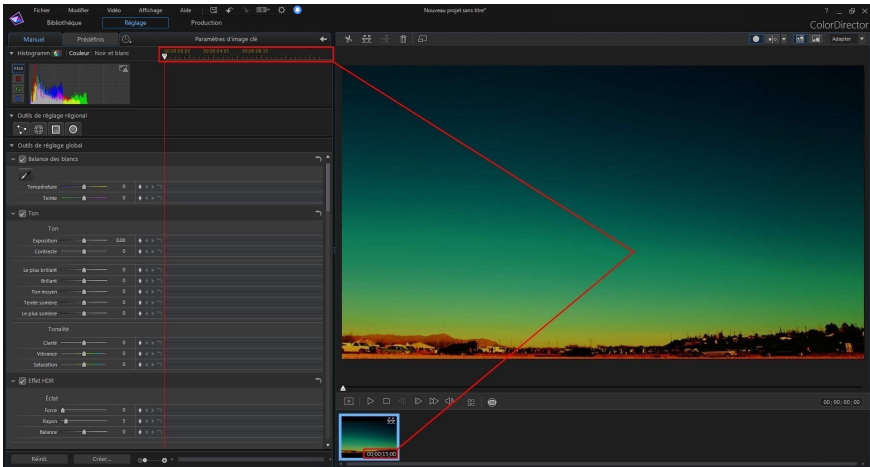 Fichier Modifier Vidéo Affichage Aide Nouveau projet sans titre*
Bibliothèque Réglage Production ColorDirector
Manuel Prédéfinis Paramètres d'image clé Adapter
Histogramm Couleur Noir et blanc
Outils de réglage régional
Outils de réglage global
Balance des blancs
Température 0
Teinte 0
Ton
Ton
Exposition 0.00
Contraste 0
Le plus brillant 0
Brillant 0
Ton moyen 0
Teinte sombre 0
Le plus sombre 0
Tonalité
Clarté 0
Vibrance 0
Saturation 0
Effet HDR
Éclat
Force 0
Rayon 5
Balance 0
00;00;00;00
00:00:15:00
Réinit. Créer...